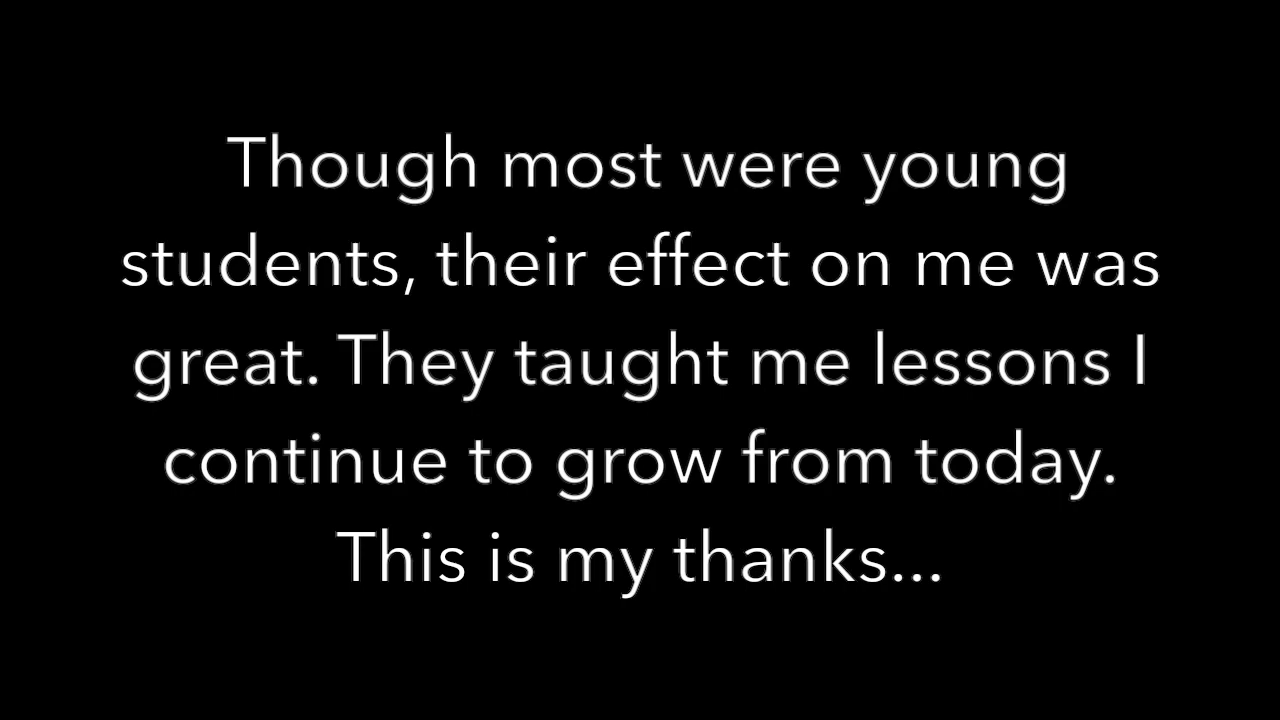 Though most were young
students, their effect on me was
great. They taught me lessons I
continue to grow from today.
This is my thanks...